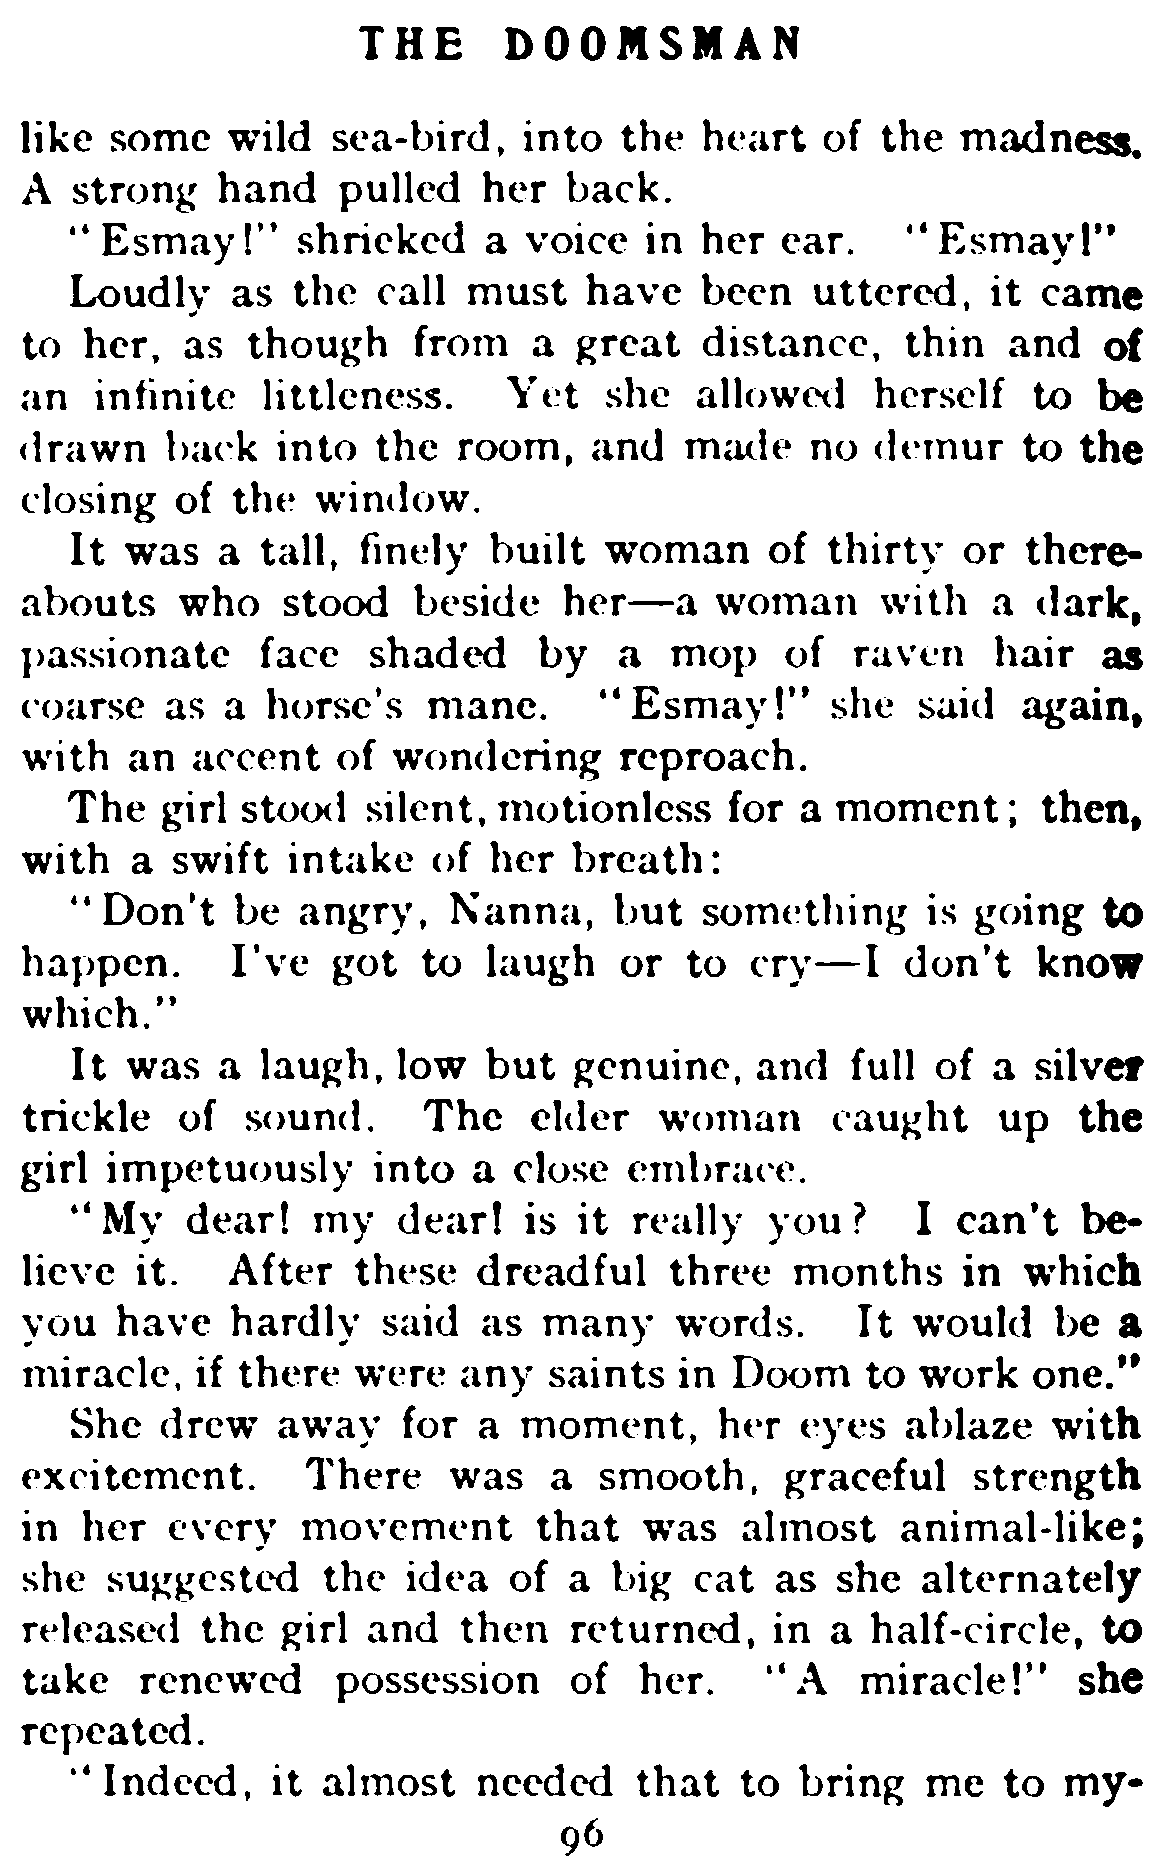 THE DOOMSMAN
like some wild sea-bird, into the heart of the madness.
A strong hand pulled her back.
"Esmay!" shrieked a voice in her ear. "Esmay!"
Loudly as the call must have been uttered, it came
to her, as though from a great distance, thin and of
an infinite littleness. Yet she allowed herself to be
drawn back into the room, and made no demur to the
closing of the window.
It was a tall, finely built woman of thirty or there-
abouts who stood beside her—a woman with a dark,
passionate face shaded by a mop of raven hair as
coarse as a horse's mane. "Esmay!" she said again,
with an accent of wondering reproach.
The girl stood silent, motionless for a moment; then,
with a swift intake of her breath:
"Don't be angry, Nanna, but something is going to
happen. I've got to laugh or to cry—I don't know
which."
It was a laugh, low but genuine, and full of a silver
trickle of sound. The elder woman caught up the
girl impetuously into a close embrace.
"My dear! my dear! is it really you? I can't be-
lieve it. After these dreadful three months in which
you have hardly said as many words. It would be a
miracle, if there were any saints in Doom to work one."
She drew away for a moment, her eyes ablaze with
excitement. There was a smooth, graceful strength
in her every movement that was almost animal-like;
she suggested the idea of a big cat as she alternately
released the girl and then returned, in a half-circle, to
take renewed possession of her. "A miracle!" she
repeated.
"Indeed, it almost needed that to bring me to my-
96